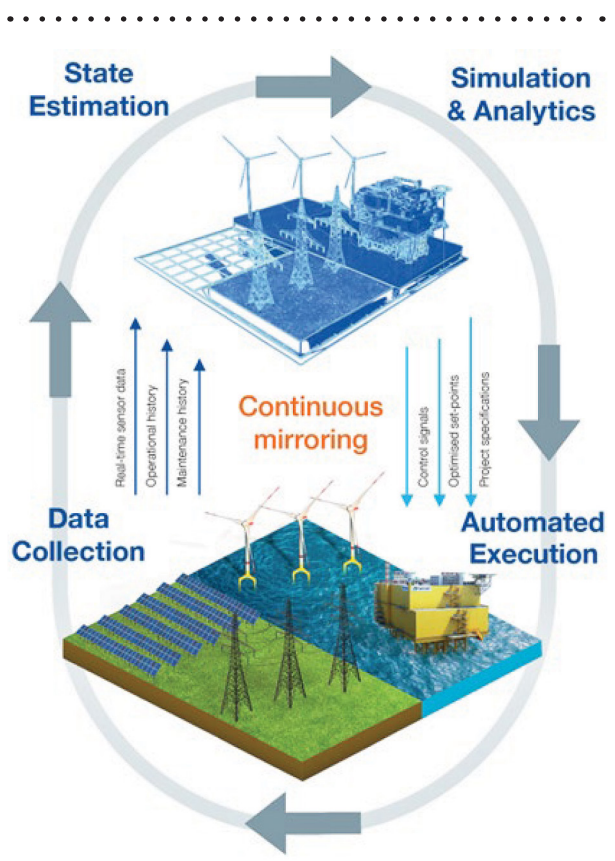 State
Estimation
Simulation
& Analytics
Real-time sensor data
Operational history
Maintenance history
Continuous
mirroring
Control signals
Optimised set-points
Project specifications
Data
Collection
Automated
Execution